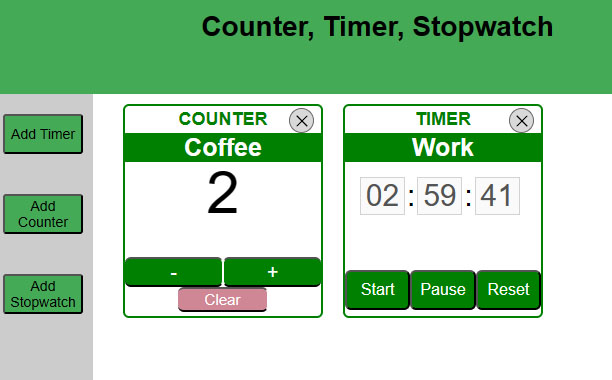 Counter, Timer, Stopwatch
Add Timer
Add
Counter
Add
Stopwatch
COUNTER
Coffee
2
- +
Clear
TIMER
Work
02 : 59 : 41
Start Pause Reset